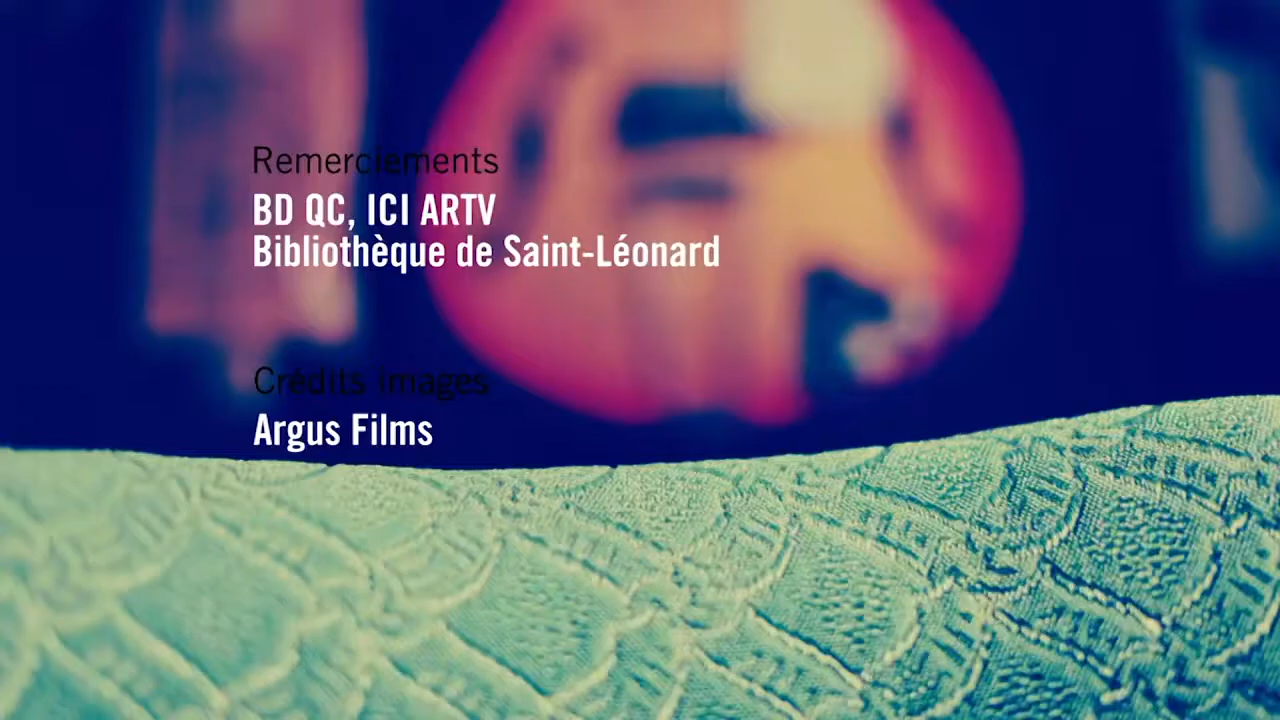 Remerciements
BD QC, ICI ARTV
Bibliothèque de Saint-Léonard
Crédits images
Argus Films